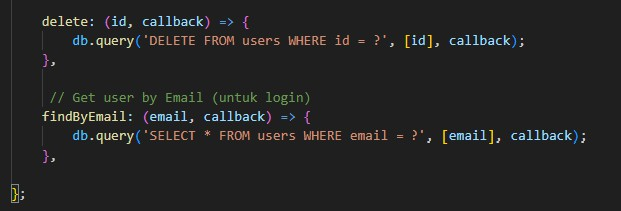 delete: (id, callback) => {
db.query('DELETE FROM users WHERE id = ?', [id], callback);
},
// Get user by Email (untuk login)
findByEmail: (email, callback) => {
db.query('SELECT * FROM users WHERE email = ?', [email], callback);
},
};